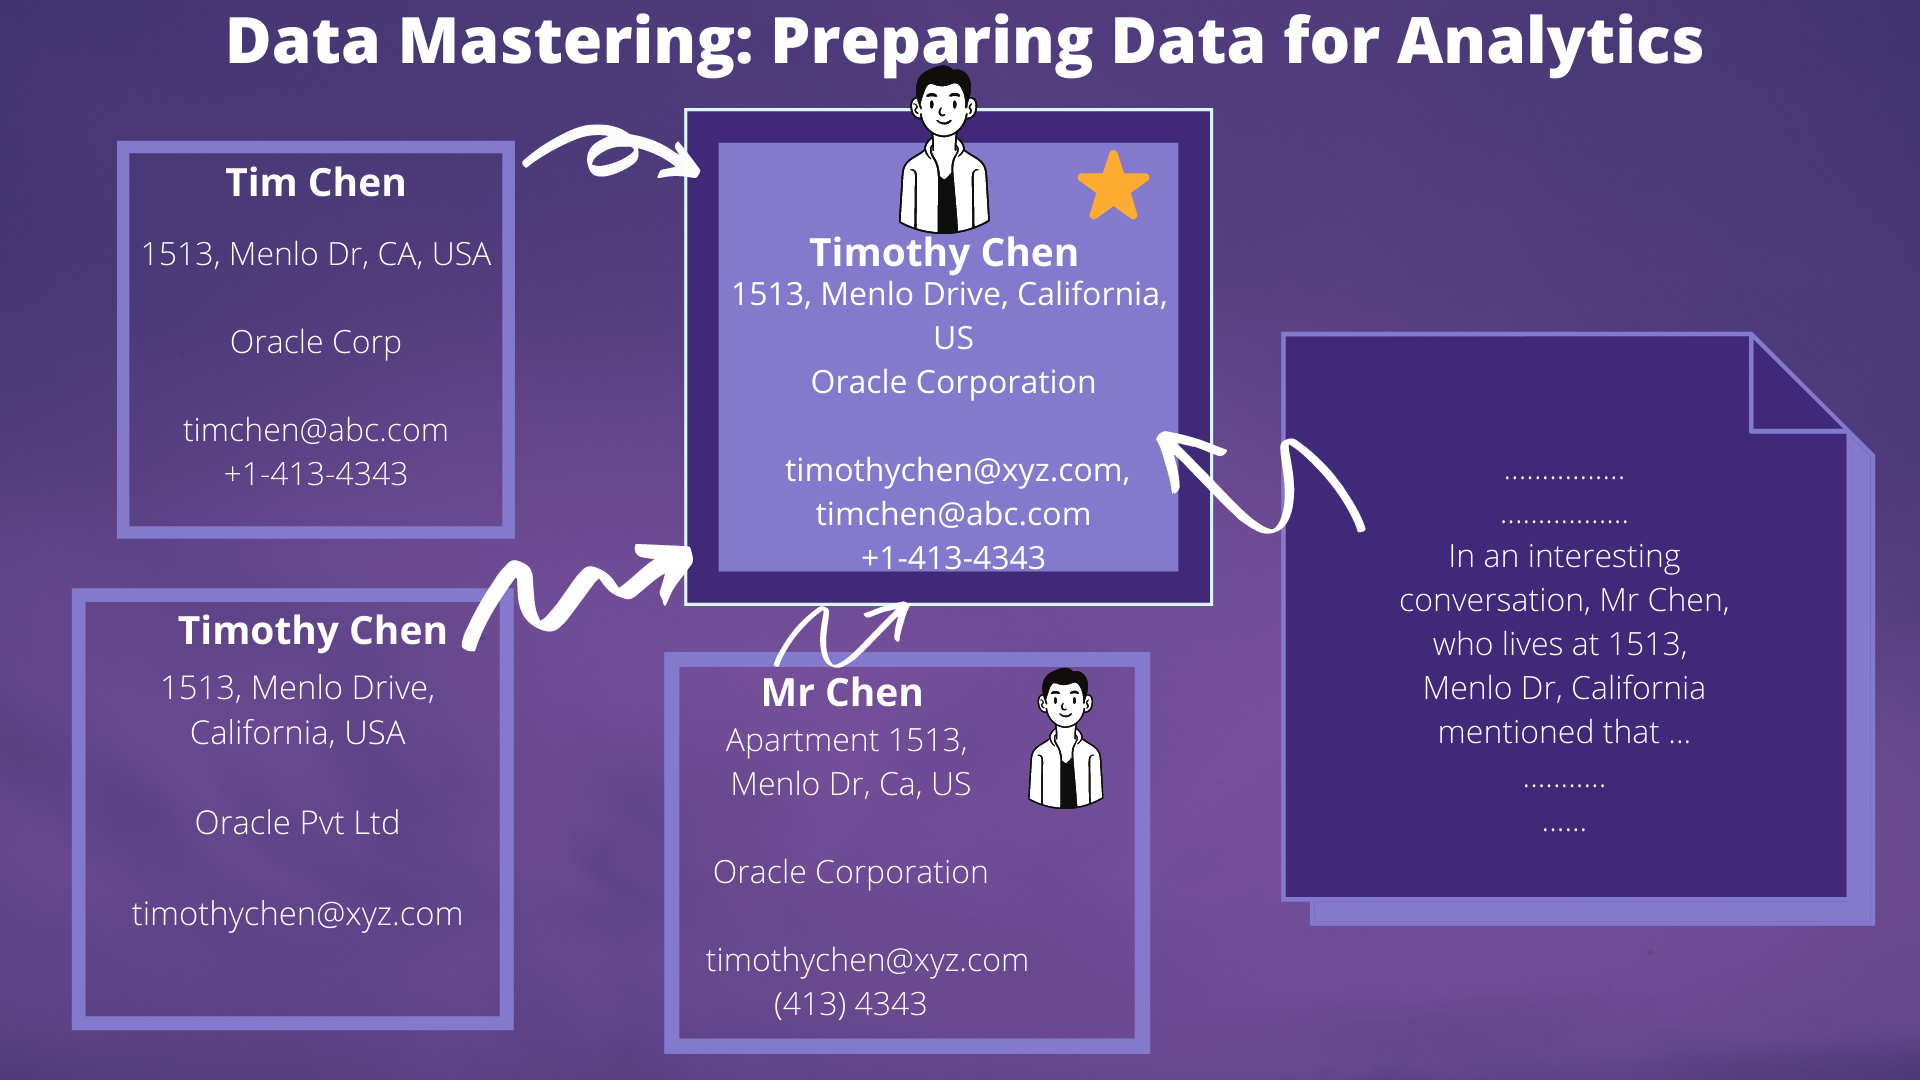 Data Mastering: Preparing Data for Analytics
Tim Chen
1513, Menlo Dr, CA, USA
Oracle Corp
timchen@abc.com
+1-413-4343
Timothy Chen
1513, Menlo Drive, California,
US
Oracle Corporation
timothychen@xyz.com,
timchen@abc.com
+1-413-4343
Timothy Chen
1513, Menlo Drive,
California, USA
Oracle Pvt Ltd
timothychen@xyz.com
Mr Chen
Apartment 1513,
Menlo Dr, Ca, US
Oracle Corporation
timothychen@xyz.com
(413) 4343
................
.................
In an interesting
conversation, Mr Chen,
who lives at 1513,
Menlo Dr, California
mentioned that ...
...........
......